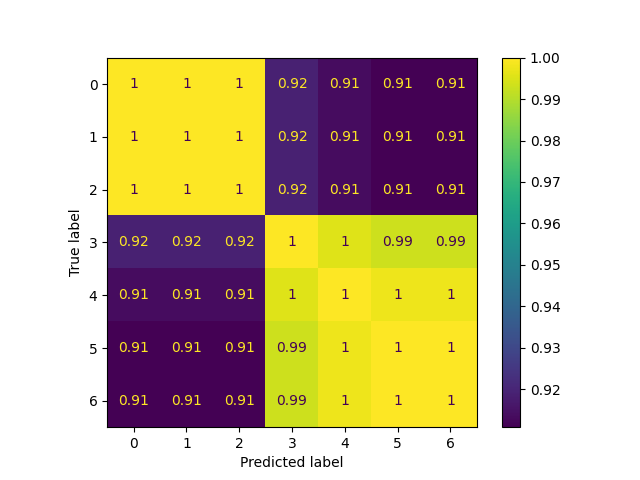 0 1 1 1 0.92 0.91 0.91 0.91
1 1 1 1 0.92 0.91 0.91 0.91
2 1 1 1 0.92 0.91 0.91 0.91
3 0.92 0.92 0.92 1 1 0.99 0.99
4 0.91 0.91 0.91 1 1 1 1
5 0.91 0.91 0.91 0.99 1 1 1
6 0.91 0.91 0.91 0.99 1 1 1
0 1 2 3 4 5 6
True label
Predicted label
1.00
0.99
0.98
0.97
0.96
0.95
0.94
0.93
0.92